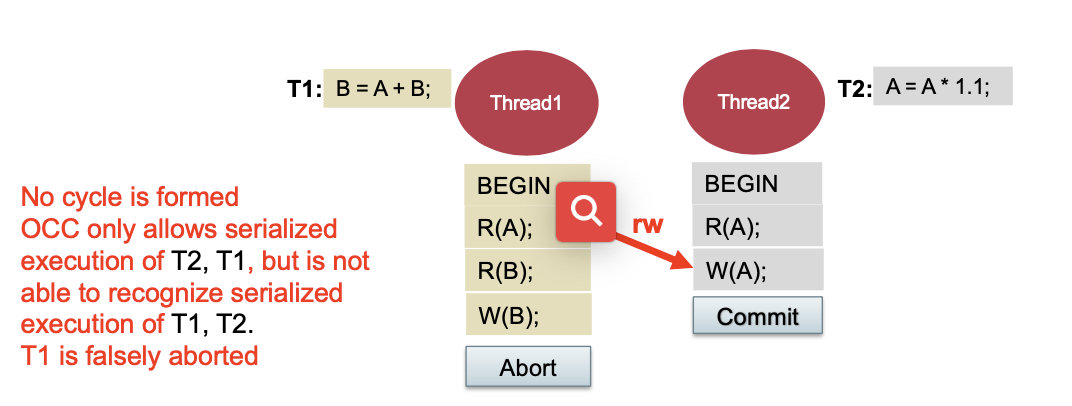 T1: B = A + B;
Thread1
Thread2
T2: A = A * 1.1;
BEGIN
R(A);
R(B);
W(B);
Abort
rw
BEGIN
R(A);
W(A);
Commit
No cycle is formed
OCC only allows serialized
execution of T2, T1, but is not
able to recognize serialized
execution of T1, T2.
T1 is falsely aborted